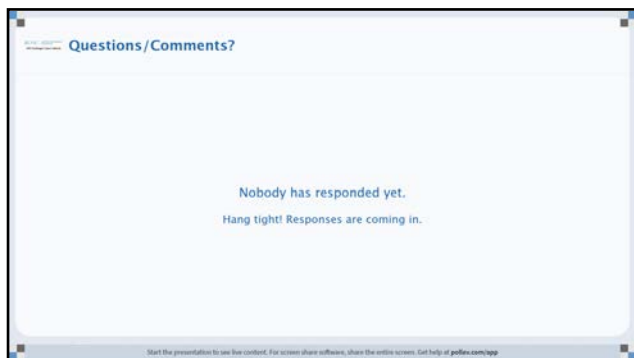 Questions/Comments?
Nobody has responded yet.
Hang tight! Responses are coming in.
Start the presentation to see live content. For screen share software, share the entire screen. Get help at pollev.com/app